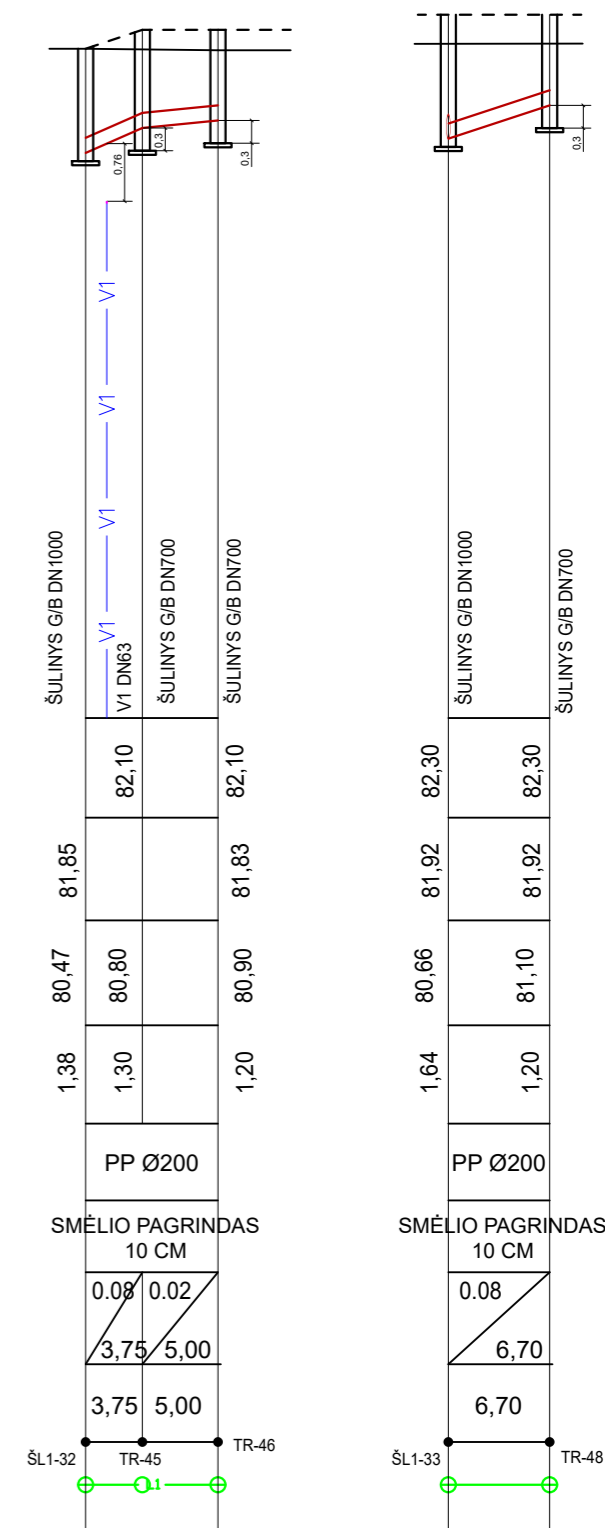 0,76
0,3
0,3
V1
V1
V1
V1
ŠULINYS G/B DN1000
V1 DN63
ŠULINYS G/B DN700
ŠULINYS G/B DN700
82,10
82,10
81,85
81,83
80,47
80,80
80,90
1,38
1,30
1,20
PP Ø200
SMĖLIO PAGRINDAS
10 CM
0.08
0.02
3,75
5,00
3,75
5,00
ŠL1-32
TR-45
TR-46
L1
0,3
ŠULINYS G/B DN1000
ŠULINYS G/B DN700
82,30
82,30
81,92
81,92
80,66
81,10
1,64
1,20
PP Ø200
SMĖLIO PAGRINDAS
10 CM
0.08
6,70
6,70
ŠL1-33
TR-48